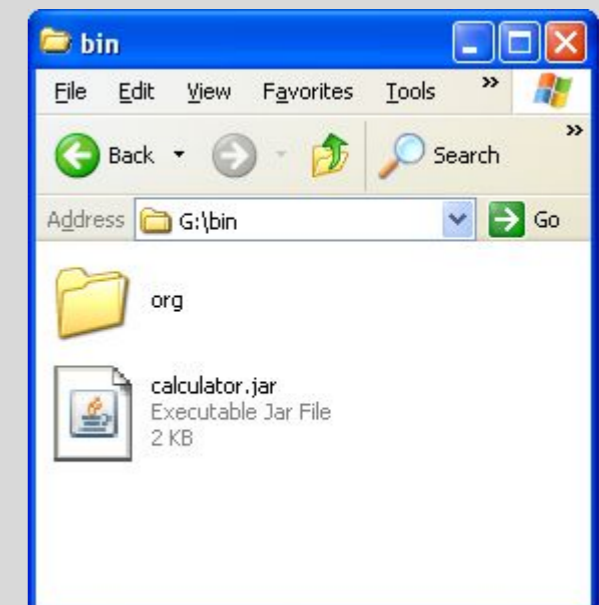 bin
File Edit View Favorites Tools »
Back Search »
Address G:\bin Go
org
calculator.jar
Executable Jar File
2 KB